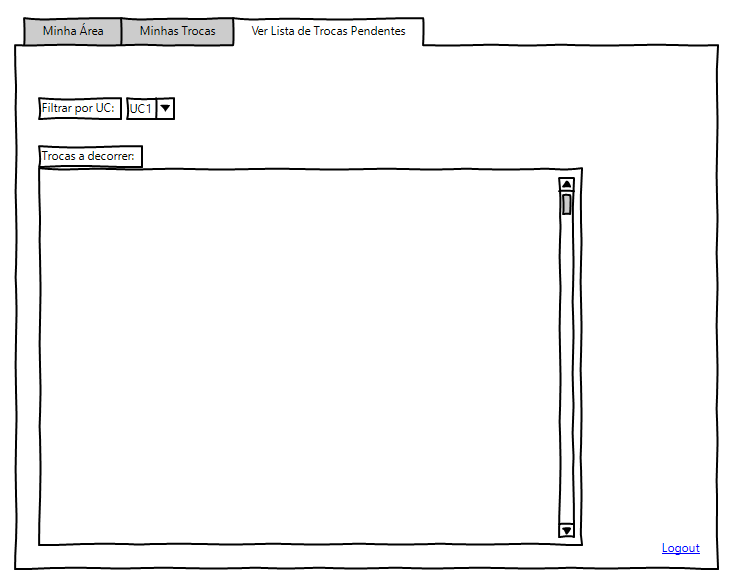 Minha Área Minhas Trocas Ver Lista de Trocas Pendentes
Filtrar por UC: UC1
Trocas a decorrer:
Logout